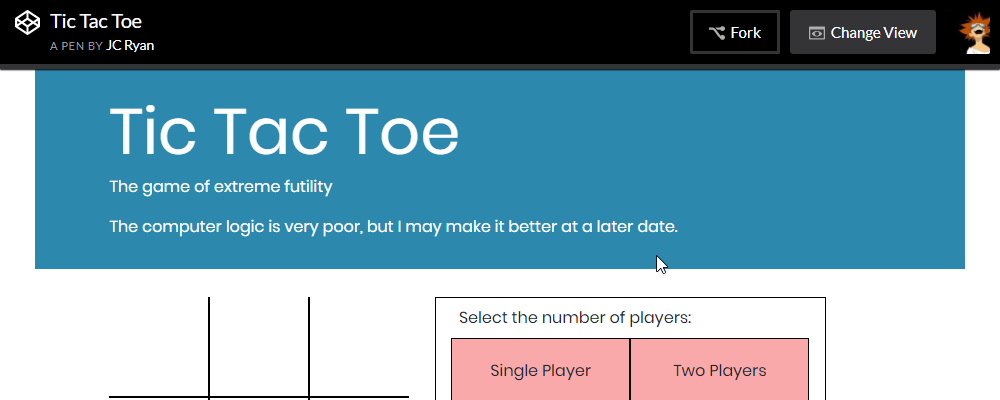 Tic Tac Toe
A PEN BY JC Ryan
Fork
Change View
Tic Tac Toe
The game of extreme futility
The computer logic is very poor, but I may make it better at a later date.
Select the number of players:
Single Player
Two Players